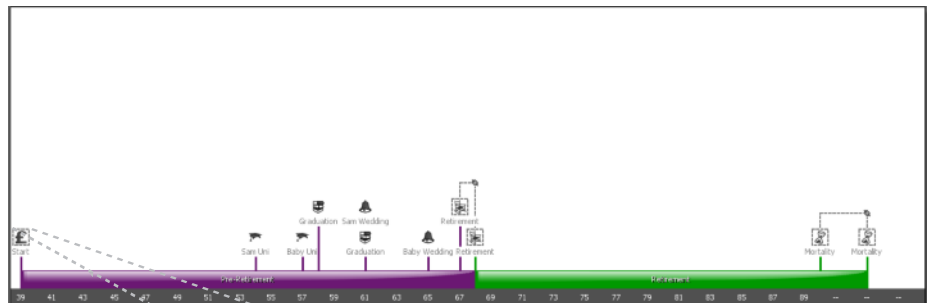 Graduation Sam Wedding Retirement
Start Sam Uni Baby Uni Graduation Baby Wedding Retirement Mortality Mortality
Pre-Retirement Retirement
39 41 43 45 47 49 51 53 55 57 59 61 63 65 67 69 71 73 75 77 79 81 83 85 87 89 -- -- --